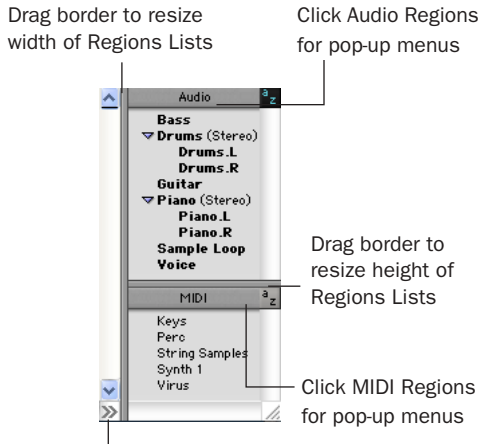 Drag border to resize
width of Regions Lists
Click Audio Regions
for pop-up menus
Audio
a
z
Bass
Drums (Stereo)
Drums.L
Drums.R
Guitar
Piano (Stereo)
Piano.L
Piano.R
Sample Loop
Voice
Drag border to
resize height of
Regions Lists
MIDI
a
z
Keys
Perc
String Samples
Synth 1
Virus
Click MIDI Regions
for pop-up menus